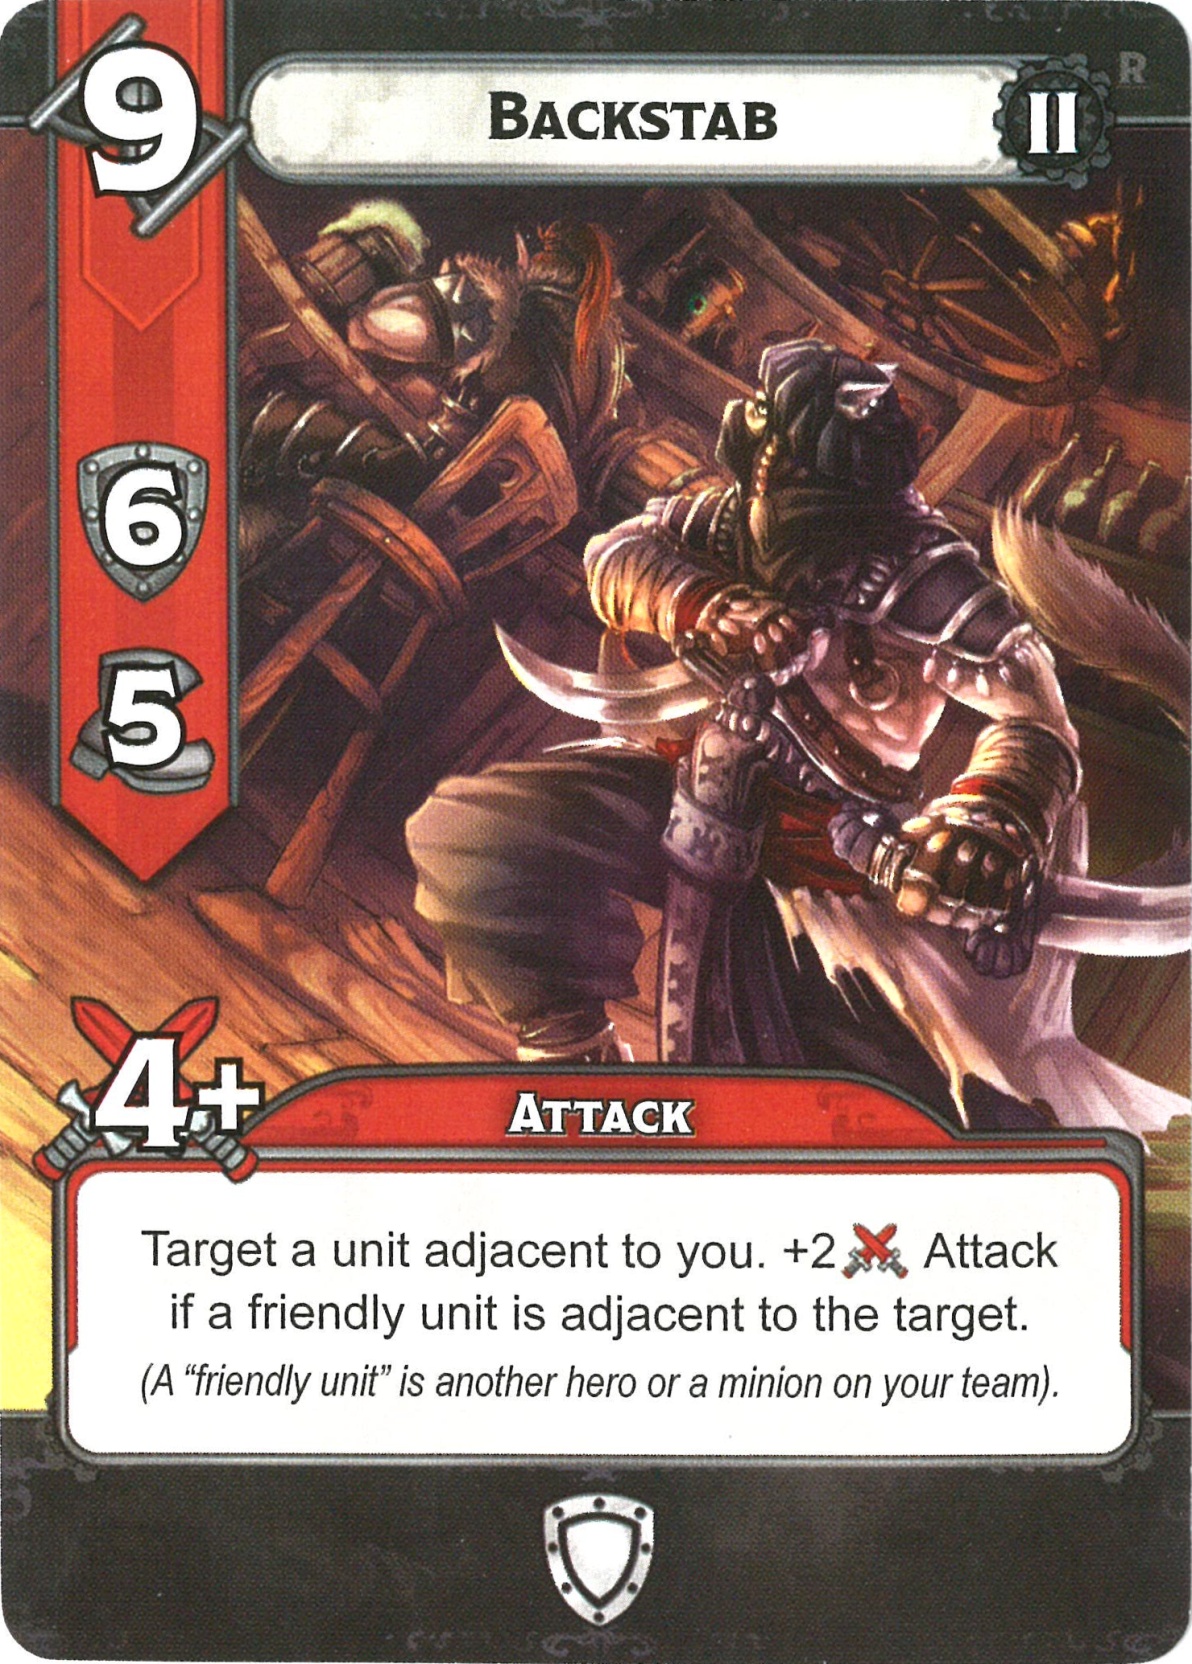 9
BACKSTAB
II
R
6
5
4+
ATTACK
Target a unit adjacent to you. +2 Attack
if a friendly unit is adjacent to the target.
(A “friendly unit” is another hero or a minion on your team).